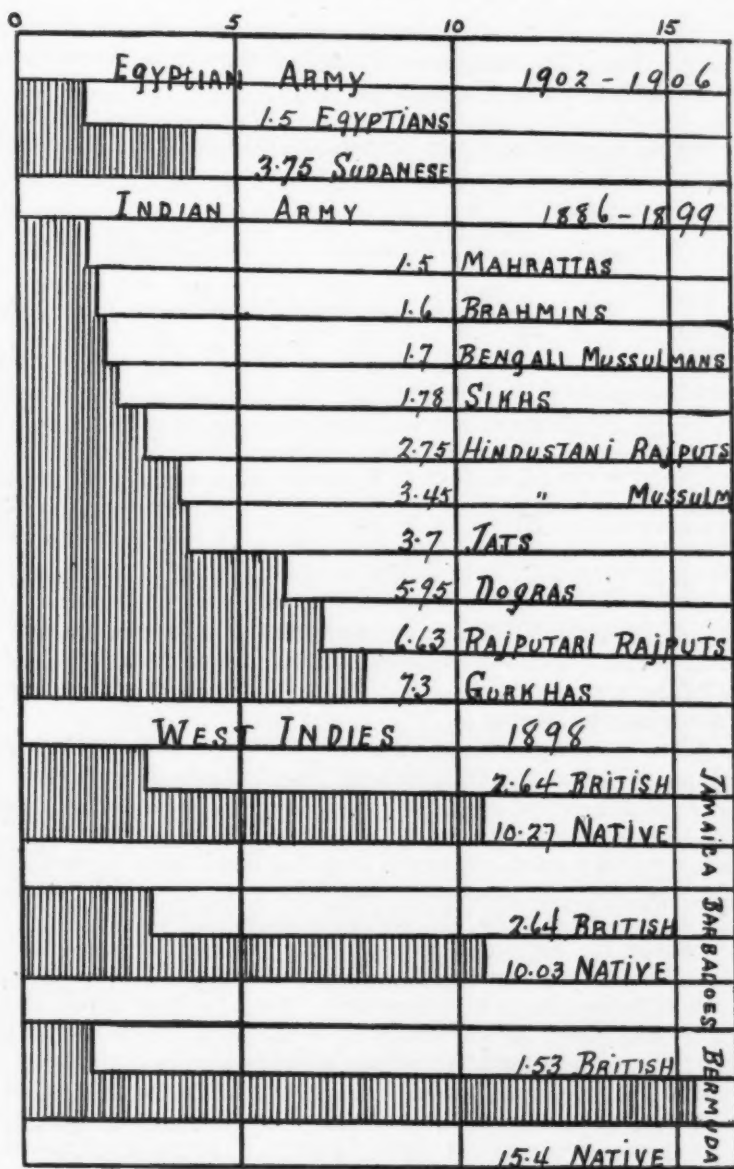 0 5 10 15
EGYPTIAN ARMY 1902-1906
1.5 EGYPTIANS
3.75 SUDANESE
INDIAN ARMY 1886-1899
1.5 MAHRATTAS
1.6 BRAHMINS
1.7 BENGALI MUSSULMANS
1.78 SIKHS
2.75 HINDUSTANI RAJPUTS
3.45 " MUSSULM
3.7 JATS
5.95 DOGRAS
6.63 RAJPUTARI RAJPUTS
7.3 GURKHAS
WEST INDIES 1898
2.64 BRITISH
10.27 NATIVE
JAMAICA
2.64 BRITISH
10.03 NATIVE
BARBADOES
1.53 BRITISH
15.4 NATIVE
BERMUDA